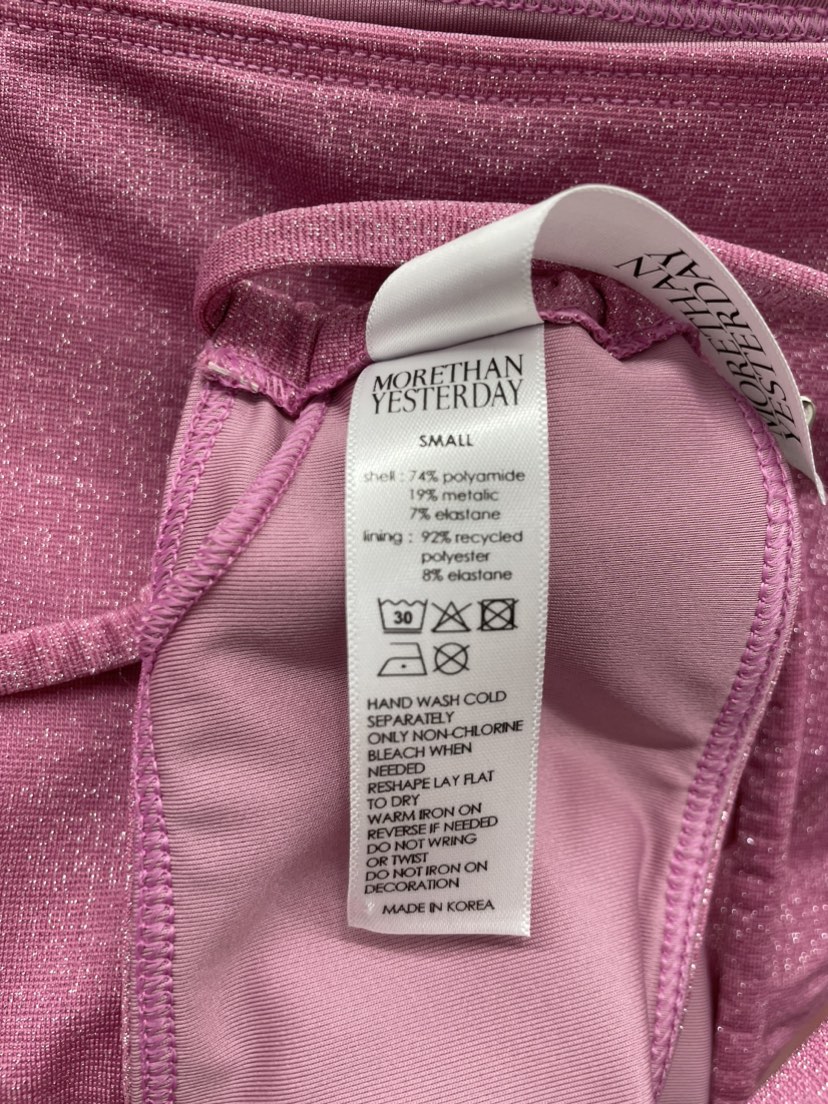 MORETHAN
YESTERDAY
MORETHAN
YESTERDAY
SMALL
shell : 74% polyamide
19% metalic
7% elastane
lining : 92% recycled
polyester
8% elastane
30
HAND WASH COLD
SEPARATELY
ONLY NON-CHLORINE
BLEACH WHEN
NEEDED
RESHAPE LAY FLAT
TO DRY
WARM IRON ON
REVERSE IF NEEDED
DO NOT WRING
OR TWIST
DO NOT IRON ON
DECORATION
MADE IN KOREA